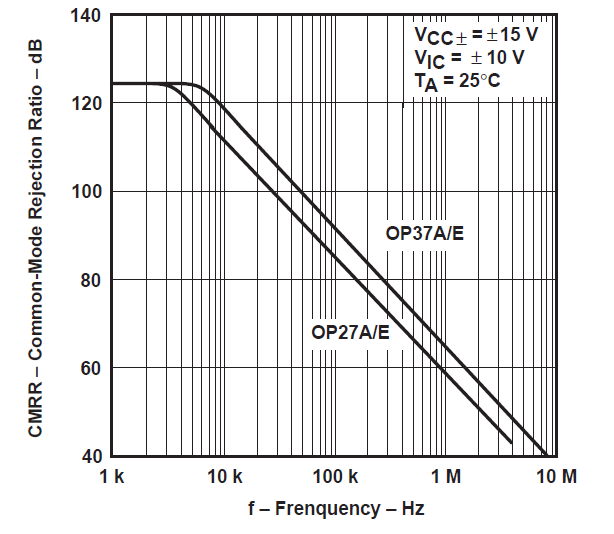 140
120
100
80
60
40
CMRR – Common-Mode Rejection Ratio – dB
VCC± = ±15 V
VIC = ±10 V
TA = 25°C
OP37A/E
OP27A/E
1 k
10 k
100 k
1 M
10 M
f – Frenquency – Hz